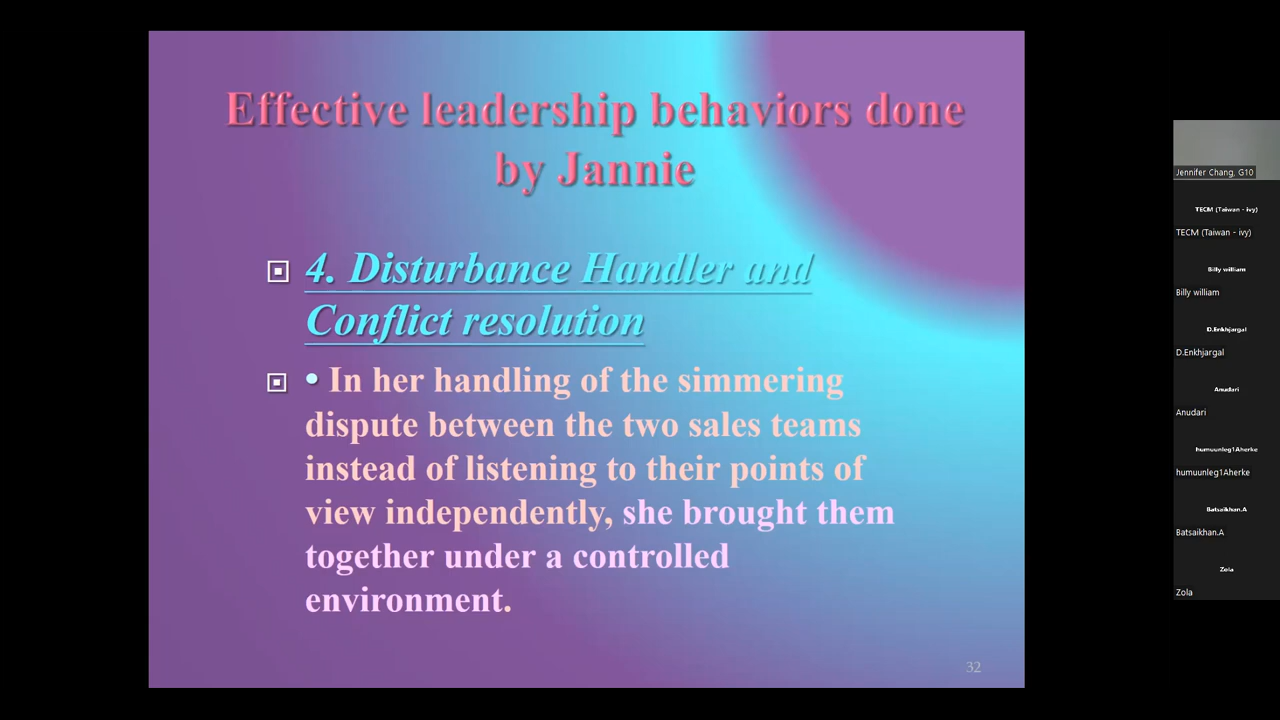 Effective leadership behaviors done
by Jannie
4. Disturbance Handler and
Conflict resolution
• In her handling of the simmering
dispute between the two sales teams
instead of listening to their points of
view independently, she brought them
together under a controlled
environment.
32
Jennifer Chang, G10
TECM (Taiwan - ivy)
TECM (Taiwan - ivy)
Billy william
Billy william
D.Enkhjargal
D.Enkhjargal
Anudari
Anudari
humuunleg1Aherke
humuunleg1Aherke
Batsaikhan.A
Batsaikhan.A
Zola
Zola